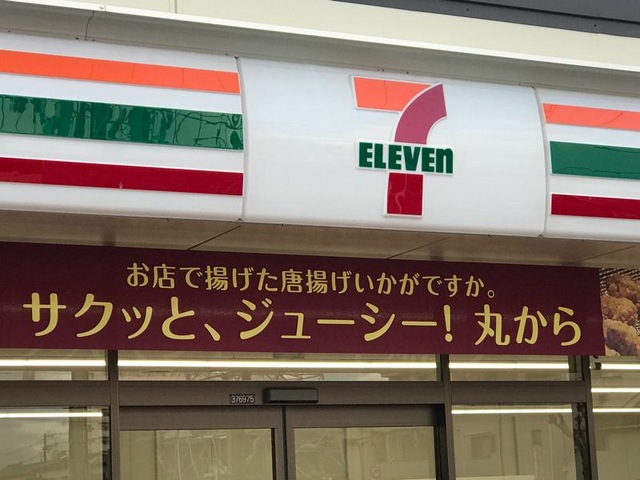 7
ELEVEn
お店で揚げた唐揚げいかがですか。
サクッと、ジューシー！丸から
376975